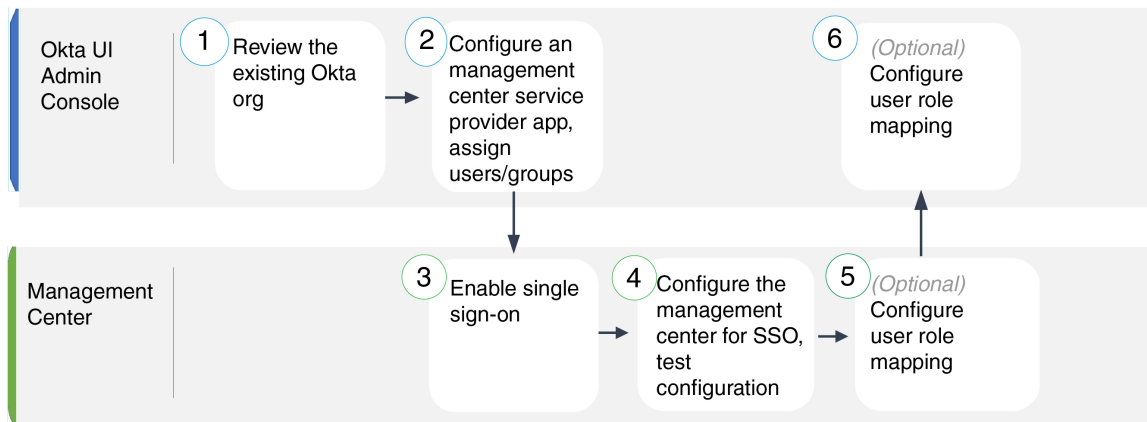 Okta UI
Admin
Console
1
Review the
existing Okta
org
2
Configure an
management
center service
provider app,
assign
users/groups
6
(Optional)
Configure
user role
mapping
Management
Center
3
Enable single
sign-on
4
Configure the
management
center for SSO,
test
configuration
5
(Optional)
Configure
user role
mapping